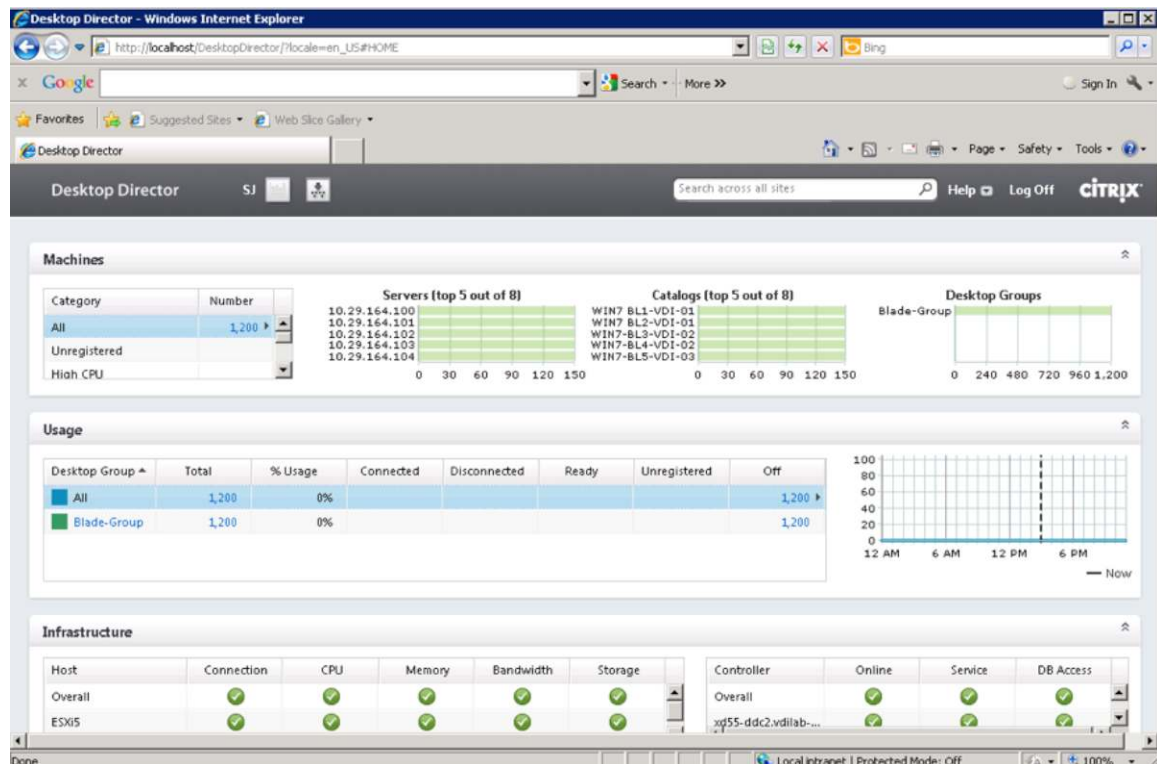 Desktop Director - Windows Internet Explorer
http://localhost/DesktopDirector/?locale=en_US#HOME
Bing
x Google Search More >>
Sign In
Favorites Suggested Sites Web Slice Gallery
Desktop Director
Page Safety Tools
Desktop Director SJ
Search across all sites
Help Log Off CITRIX
Machines
Category Number
All 1,200
Unregistered
High CPU
Servers (top 5 out of 8)
10.29.164.100
10.29.164.101
10.29.164.102
10.29.164.103
10.29.164.104
0 30 60 90 120 150
Catalogs (top 5 out of 8)
WIN7 BL1-VDI-01
WIN7 BL2-VDI-01
WIN7-BL3-VDI-02
WIN7-BL4-VDI-02
WIN7-BL5-VDI-03
0 30 60 90 120 150
Desktop Groups
Blade-Group
0 240 480 720 960 1,200
Usage
Desktop Group Total % Usage Connected Disconnected Ready Unregistered Off
All 1,200 0% 1,200
Blade-Group 1,200 0% 1,200
100
80
60
40
20
0
12 AM 6 AM 12 PM 6 PM
Now
Infrastructure
Host Connection CPU Memory Bandwidth Storage
Overall
ESXi5
Controller Online Service DB Access
Overall
xd55-ddc2.vdilab-...
Done
Local intranet | Protected Mode: Off
100%